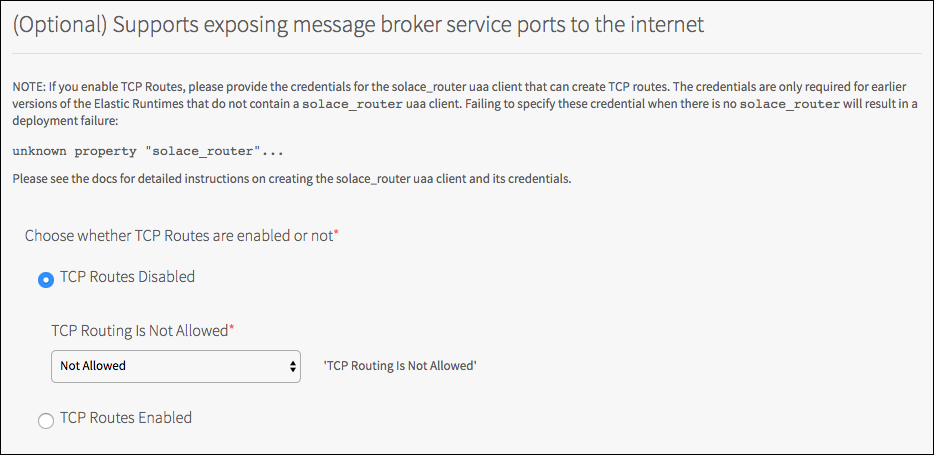 (Optional) Supports exposing message broker service ports to the internet
NOTE: If you enable TCP Routes, please provide the credentials for the solace_router uaa client that can create TCP routes. The credentials are only required for earlier
versions of the Elastic Runtimes that do not contain a solace_router uaa client. Failing to specify these credential when there is no solace_router will result in a
deployment failure:
unknown property "solace_router"...
Please see the docs for detailed instructions on creating the solace_router uaa client and its credentials.
Choose whether TCP Routes are enabled or not*
TCP Routes Disabled
TCP Routing Is Not Allowed*
Not Allowed 'TCP Routing Is Not Allowed'
TCP Routes Enabled